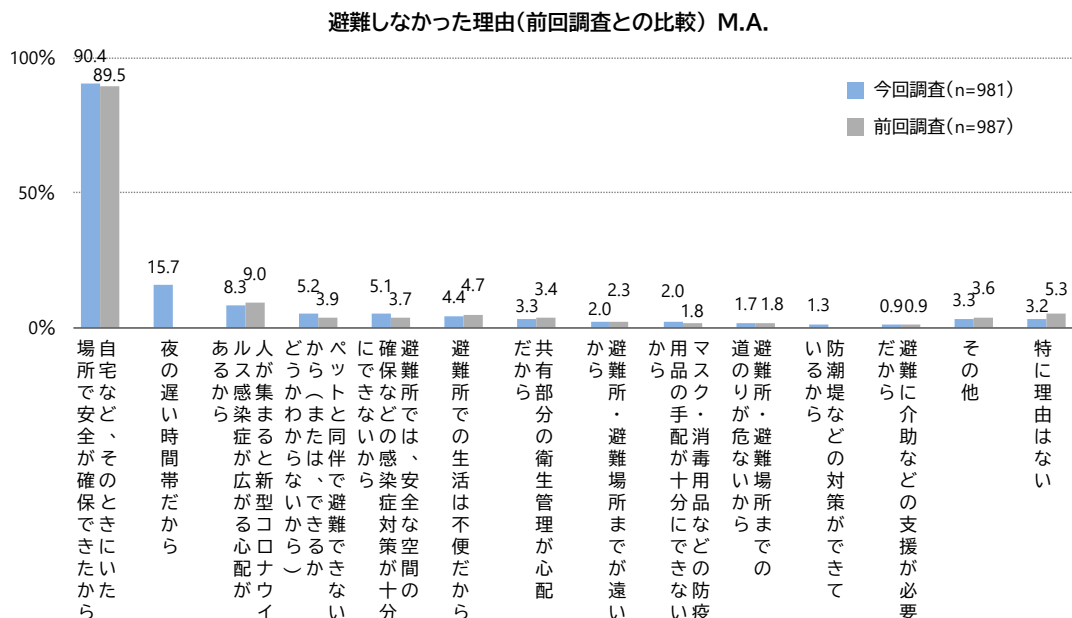 避難しなかった理由(前回調査との比較) M.A.
今回調査(n=981)
前回調査(n=987)
100%
50%
0%
90.4
89.5
15.7
8.3
9.0
5.2
3.9
5.1
3.7
4.4
4.7
3.3
3.4
2.0
2.3
2.0
1.8
1.7
1.8
1.3
0.9
0.9
3.3
3.6
3.2
5.3
自宅など、そのときにいた
場所で安全が確保できたから
夜の遅い時間帯だから
人が集まると新型コロナウイ
ルス感染症が広がる心配が
あるから
ペットと同伴で避難できない
から(または、できるか
どうかわからないから)
避難所では、安全な空間の
確保などの感染症対策が十分
にできないから
避難所での生活は不便だから
共有部分の衛生管理が心配
だから
避難所・避難場所までが遠い
から
マスク・消毒用品などの防疫
用品の手配が十分にできない
から
避難所・避難場所までの
道のりが危ないから
防潮堤などの対策ができて
いるから
避難に介助などの支援が必要
だから
その他
特に理由はない